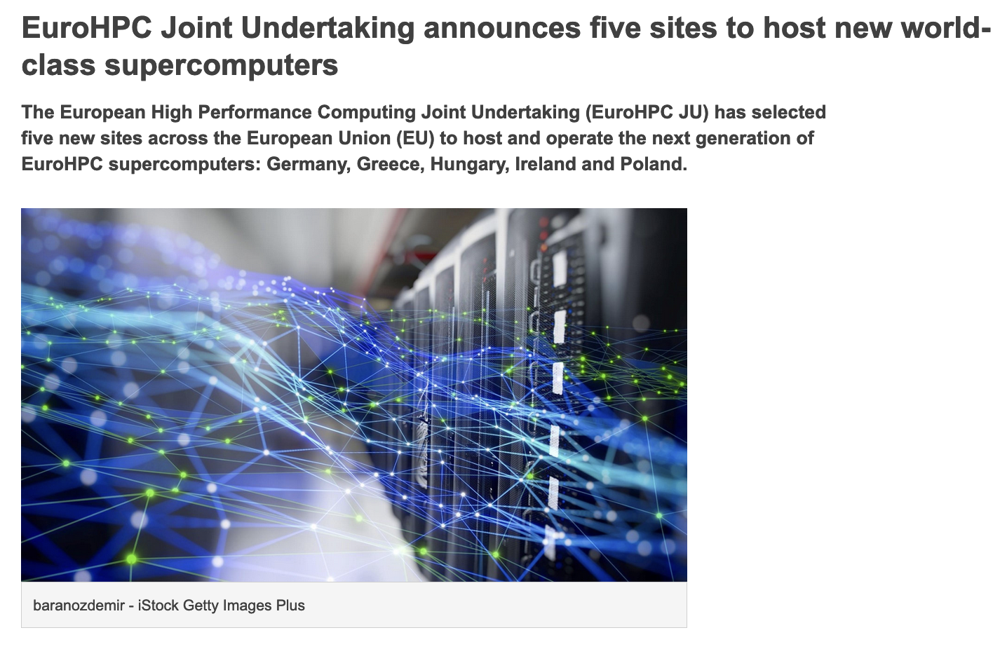 EuroHPC Joint Undertaking announces five sites to host new world-
class supercomputers
The European High Performance Computing Joint Undertaking (EuroHPC JU) has selected
five new sites across the European Union (EU) to host and operate the next generation of
EuroHPC supercomputers: Germany, Greece, Hungary, Ireland and Poland.
baranozdemir - iStock Getty Images Plus